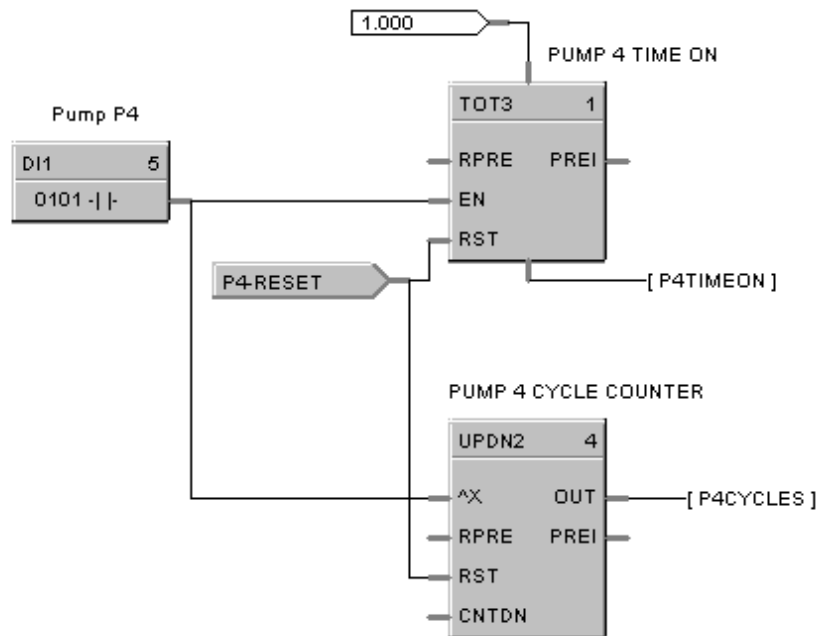 1.000
PUMP 4 TIME ON
TOT3 1
Pump P4
DI1 5
RPRE PREI
0101 -| |-
EN
RST
P4-RESET
[ P4TIMEON ]
PUMP 4 CYCLE COUNTER
UPDN2 4
^X OUT
[ P4CYCLES ]
RPRE PREI
RST
CNTDN